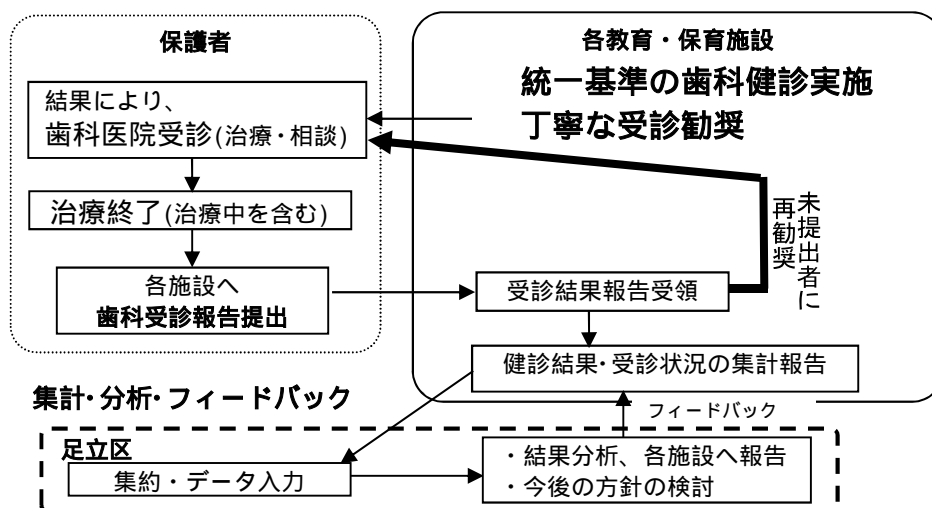 保護者
結果により、
歯科医院受診(治療・相談)
治療終了(治療中を含む)
各施設へ
歯科受診報告提出
各教育・保育施設
統一基準の歯科健診実施
丁寧な受診勧奨
未提出者に
再勧奨
受診結果報告受領
健診結果・受診状況の集計報告
フィードバック
集計・分析・フィードバック
足立区
集約・データ入力
・結果分析、各施設へ報告
・今後の方針の検討